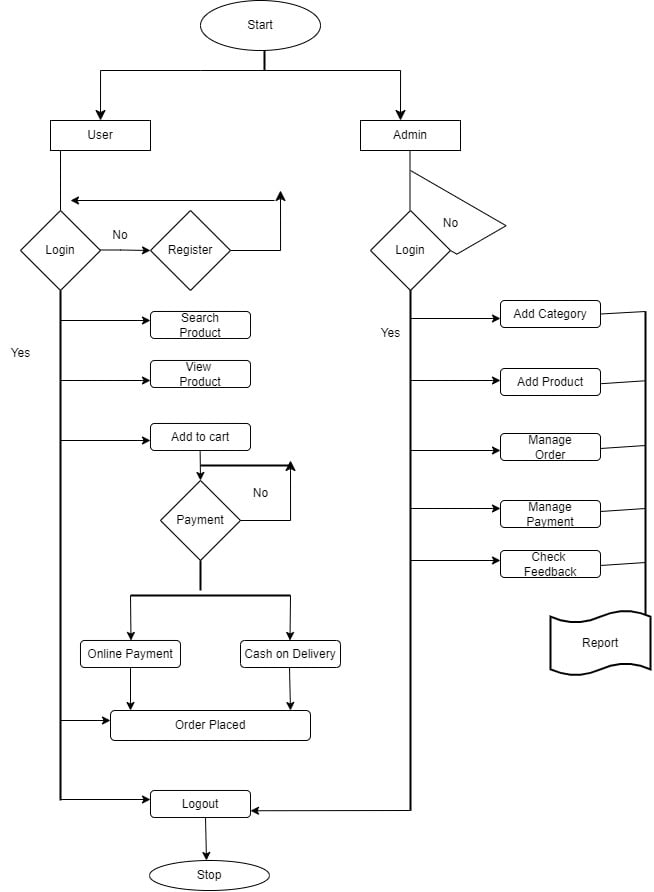 Start
User
Admin
Login
No
Register
Login
No
Yes
Search
Product
View
Product
Add to cart
No
Payment
Online Payment
Cash on Delivery
Order Placed
Yes
Add Category
Add Product
Manage
Order
Manage
Payment
Check
Feedback
Report
Logout
Stop